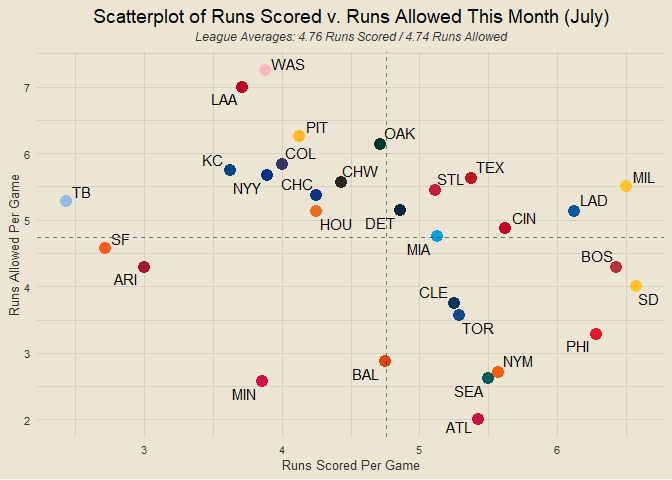 Scatterplot of Runs Scored v. Runs Allowed This Month (July)
League Averages: 4.76 Runs Scored / 4.74 Runs Allowed
WAS
7
LAA
PIT
OAK
6
KC
COL
CHW
TEX
NYY
CHC
STL
MIL
TB
LAD
5
HOU
DET
CIN
SF
MIA
BOS
ARI
4
CLE
SD
TOR
PHI
3
BAL
NYM
MIN
SEA
2
ATL
Runs Allowed Per Game
3
4
5
6
Runs Scored Per Game